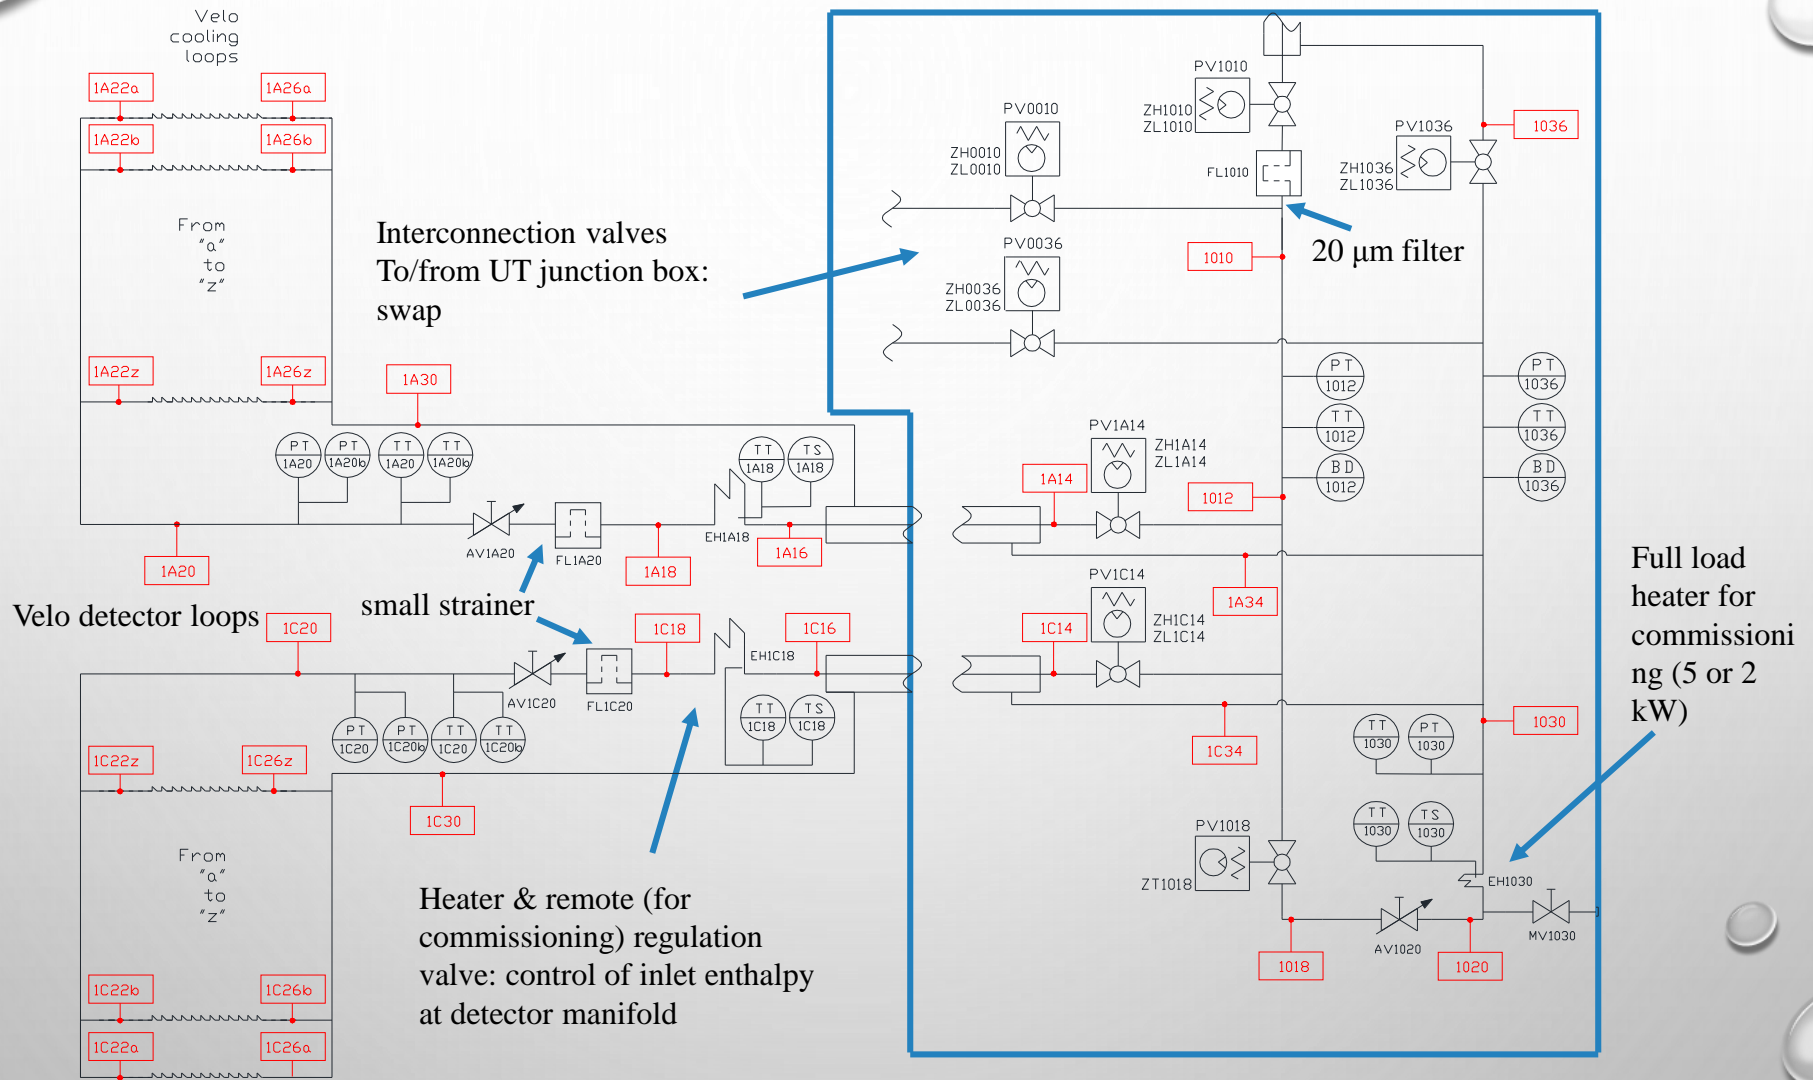 Velo
cooling
loops
1A22a
1A26a
1A22b
1A26b
From
"a"
to
"z"
1A22z
1A26z
1A30
Interconnection valves
To/from UT junction box:
swap
PV0010
ZH0010
ZL0010
PV0036
ZH0036
ZL0036
PV1010
ZH1010
ZL1010
FL1010
PV1036
ZH1036
ZL1036
1036
1010
20 μm filter
PT
1012
TT
1012
BD
1012
PT
1036
TT
1036
BD
1036
PT
1A20
PT
1A20b
TT
1A20
TT
1A20b
TT
1A18
TS
1A18
AV1A20
FL1A20
1A18
EH1A18
1A16
1A20
1A14
PV1A14
ZH1A14
ZL1A14
1012
1A34
Velo detector loops
small strainer
1C20
1C18
1C16
EH1C18
AV1C20
FL1C20
PT
1C20
PT
1C20b
TT
1C20
TT
1C20b
TT
1C18
TS
1C18
1C14
PV1C14
ZH1C14
ZL1C14
1C34
1C22z
1C26z
1C30
From
"a"
to
"z"
1C22b
1C26b
1C22a
1C26a
Heater & remote (for
commissioning) regulation
valve: control of inlet enthalpy
at detector manifold
Full load
heater for
commissioni
ng (5 or 2
kW)
1030
TT
1030
PT
1030
TT
1030
TS
1030
PV1018
ZT1018
EH1030
MV1030
AV1020
1018
1020